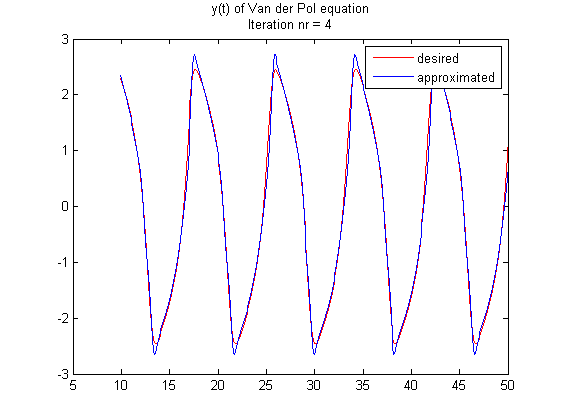 y(t) of Van der Pol equation
Iteration nr = 4
desired
approximated
3
2
1
0
-1
-2
-3
5 10 15 20 25 30 35 40 45 50